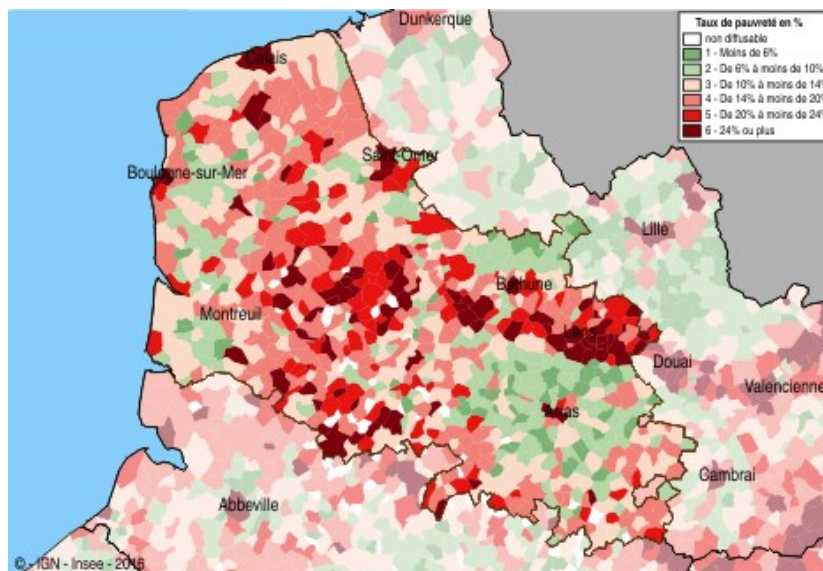 Dunkerque
Taux de pauvreté en %
non diffusable
1 - Moins de 6%
2 - De 6% à moins de 10%
3 - De 10% à moins de 14%
4 - De 14% à moins de 20%
5 - De 20% à moins de 24%
6 - 24% ou plus
Calais
Saint-Omer
Boulogne-sur-Mer
Lille
Béthune
Montreuil
Lens
Douai
Valencienne
Arras
Cambrai
Abbeville
© - IGN - Insee - 2016